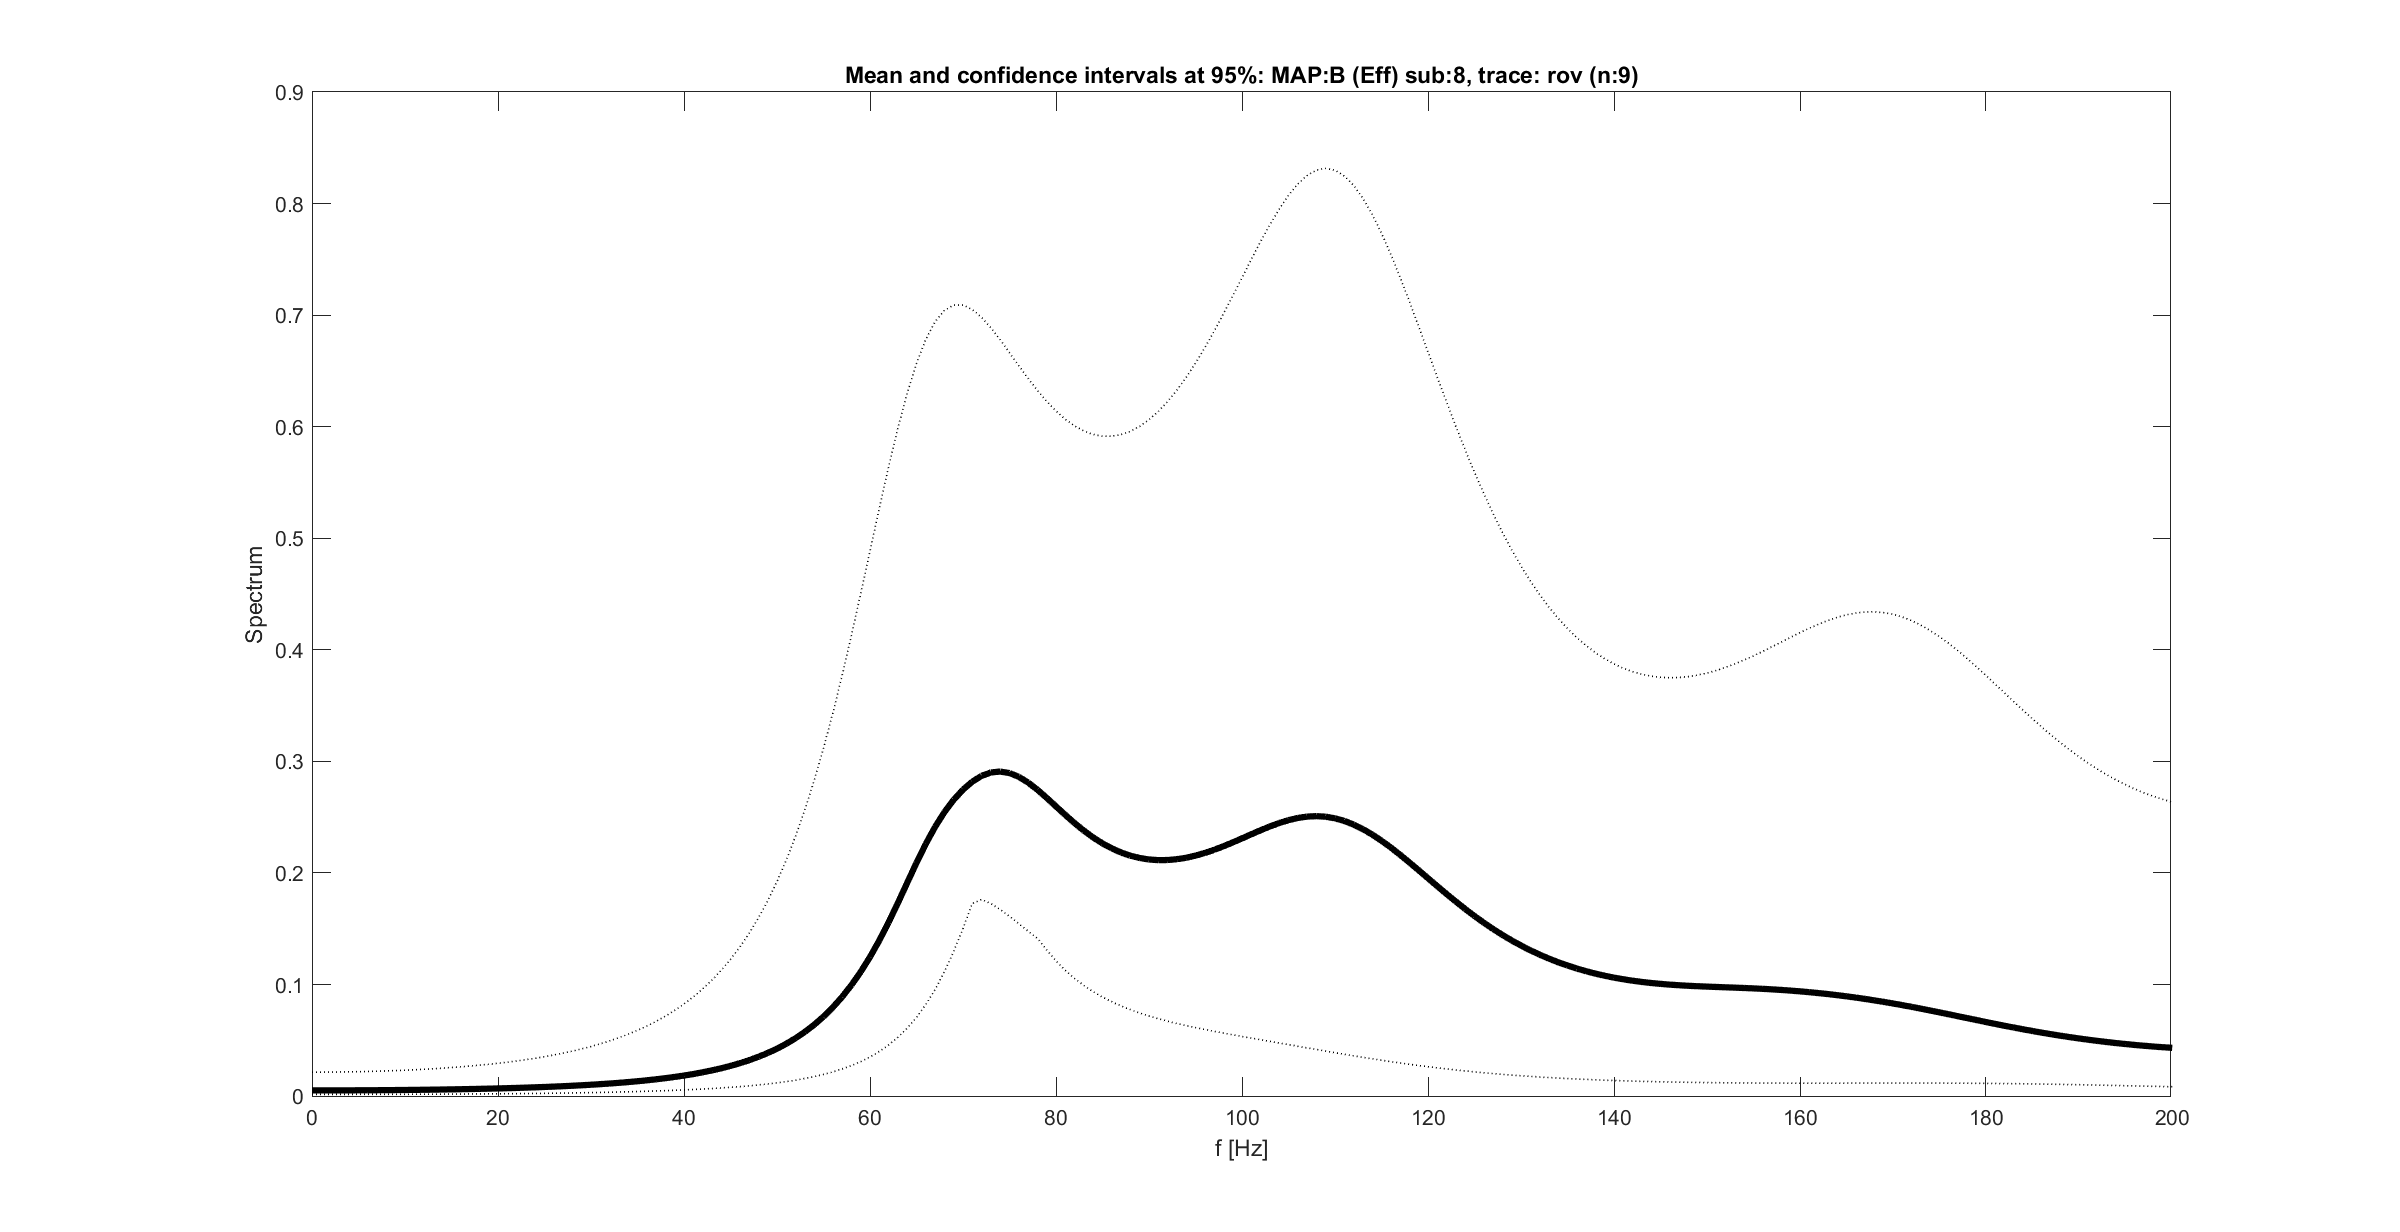 Mean and confidence intervals at 95%: MAP:B (Eff) sub:8, trace: rov (n:9)
0.9
0.8
0.7
0.6
0.5
0.4
0.3
0.2
0.1
0
Spectrum
0 20 40 60 80 100 120 140 160 180 200
f [Hz]